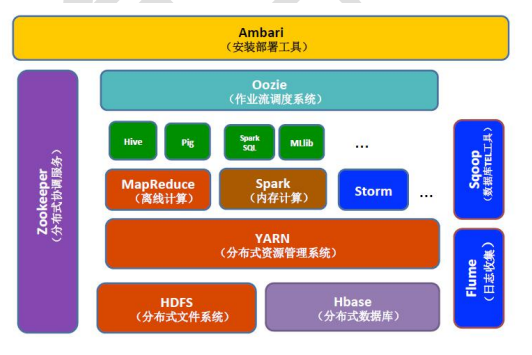 Ambari
（安装部署工具）
Zookeeper
（分布式协调服务）
Oozie
（作业流调度系统）
Hive
Pig
Spark
SQL
MLlib
...
MapReduce
（离线计算）
Spark
（内存计算）
Storm
...
YARN
（分布式资源管理系统）
HDFS
（分布式文件系统）
Hbase
（分布式数据库）
Sqoop
（数据库TEL工具）
Flume
（日志收集）